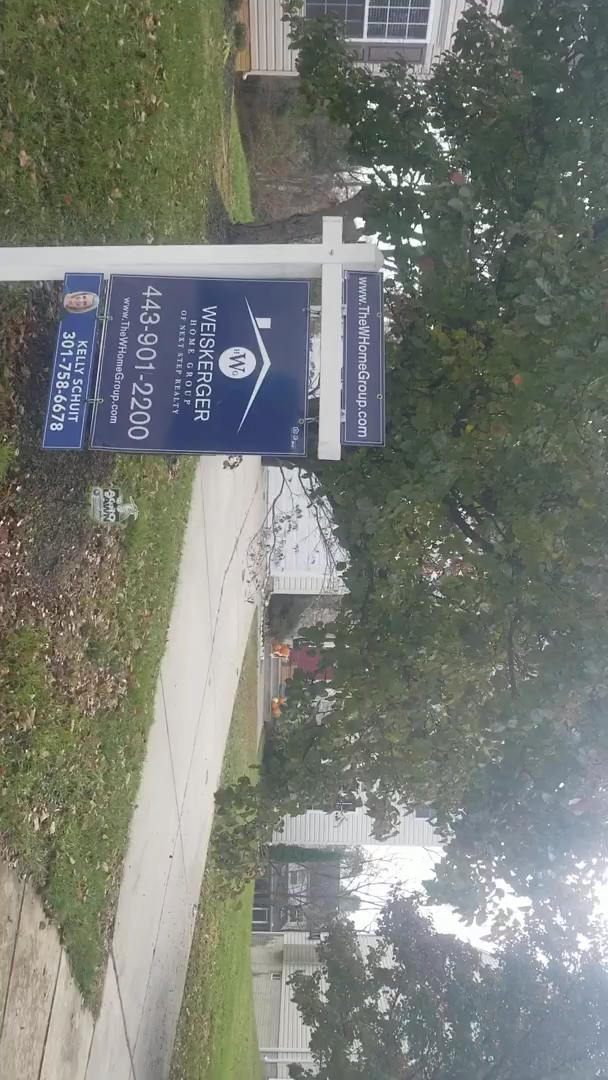 www.TheWHomeGroup.com
H W G
WEISKERGER
HOME GROUP
OF NEXT STEP REALTY
443-901-2200
www.TheWHomeGroup.com
KELLY SCHUIT
301-758-6678